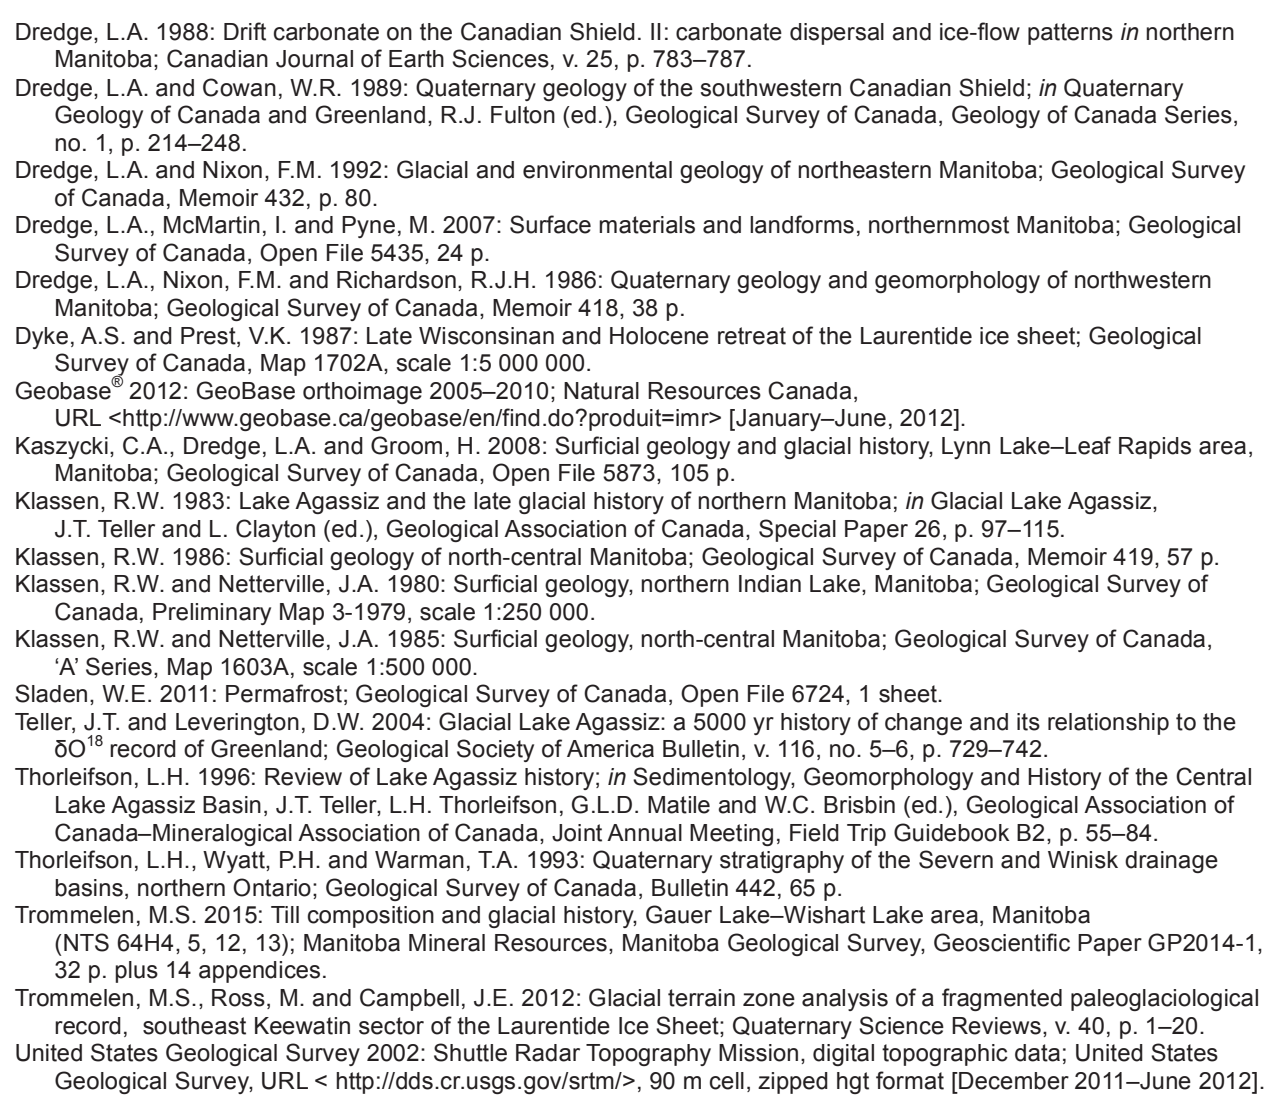 Dredge, L.A. 1988: Drift carbonate on the Canadian Shield. II: carbonate dispersal and ice-flow patterns in northern
Manitoba; Canadian Journal of Earth Sciences, v. 25, p. 783–787.
Dredge, L.A. and Cowan, W.R. 1989: Quaternary geology of the southwestern Canadian Shield; in Quaternary
Geology of Canada and Greenland, R.J. Fulton (ed.), Geological Survey of Canada, Geology of Canada Series,
no. 1, p. 214–248.
Dredge, L.A. and Nixon, F.M. 1992: Glacial and environmental geology of northeastern Manitoba; Geological Survey
of Canada, Memoir 432, p. 80.
Dredge, L.A., McMartin, I. and Pyne, M. 2007: Surface materials and landforms, northernmost Manitoba; Geological
Survey of Canada, Open File 5435, 24 p.
Dredge, L.A., Nixon, F.M. and Richardson, R.J.H. 1986: Quaternary geology and geomorphology of northwestern
Manitoba; Geological Survey of Canada, Memoir 418, 38 p.
Dyke, A.S. and Prest, V.K. 1987: Late Wisconsinan and Holocene retreat of the Laurentide ice sheet; Geological
Survey of Canada, Map 1702A, scale 1:5 000 000.
Geobase® 2012: GeoBase orthoimage 2005–2010; Natural Resources Canada,
URL <http://www.geobase.ca/geobase/en/find.do?produit=imr> [January–June, 2012].
Kaszycki, C.A., Dredge, L.A. and Groom, H. 2008: Surficial geology and glacial history, Lynn Lake–Leaf Rapids area,
Manitoba; Geological Survey of Canada, Open File 5873, 105 p.
Klassen, R.W. 1983: Lake Agassiz and the late glacial history of northern Manitoba; in Glacial Lake Agassiz,
J.T. Teller and L. Clayton (ed.), Geological Association of Canada, Special Paper 26, p. 97–115.
Klassen, R.W. 1986: Surficial geology of north-central Manitoba; Geological Survey of Canada, Memoir 419, 57 p.
Klassen, R.W. and Netterville, J.A. 1980: Surficial geology, northern Indian Lake, Manitoba; Geological Survey of
Canada, Preliminary Map 3-1979, scale 1:250 000.
Klassen, R.W. and Netterville, J.A. 1985: Surficial geology, north-central Manitoba; Geological Survey of Canada,
‘A’ Series, Map 1603A, scale 1:500 000.
Sladen, W.E. 2011: Permafrost; Geological Survey of Canada, Open File 6724, 1 sheet.
Teller, J.T. and Leverington, D.W. 2004: Glacial Lake Agassiz: a 5000 yr history of change and its relationship to the
δO¹⁸ record of Greenland; Geological Society of America Bulletin, v. 116, no. 5–6, p. 729–742.
Thorleifson, L.H. 1996: Review of Lake Agassiz history; in Sedimentology, Geomorphology and History of the Central
Lake Agassiz Basin, J.T. Teller, L.H. Thorleifson, G.L.D. Matile and W.C. Brisbin (ed.), Geological Association of
Canada–Mineralogical Association of Canada, Joint Annual Meeting, Field Trip Guidebook B2, p. 55–84.
Thorleifson, L.H., Wyatt, P.H. and Warman, T.A. 1993: Quaternary stratigraphy of the Severn and Winisk drainage
basins, northern Ontario; Geological Survey of Canada, Bulletin 442, 65 p.
Trommelen, M.S. 2015: Till composition and glacial history, Gauer Lake–Wishart Lake area, Manitoba
(NTS 64H4, 5, 12, 13); Manitoba Mineral Resources, Manitoba Geological Survey, Geoscientific Paper GP2014-1,
32 p. plus 14 appendices.
Trommelen, M.S., Ross, M. and Campbell, J.E. 2012: Glacial terrain zone analysis of a fragmented paleoglaciological
record, southeast Keewatin sector of the Laurentide Ice Sheet; Quaternary Science Reviews, v. 40, p. 1–20.
United States Geological Survey 2002: Shuttle Radar Topography Mission, digital topographic data; United States
Geological Survey, URL < http://dds.cr.usgs.gov/srtm/>, 90 m cell, zipped hgt format [December 2011–June 2012].